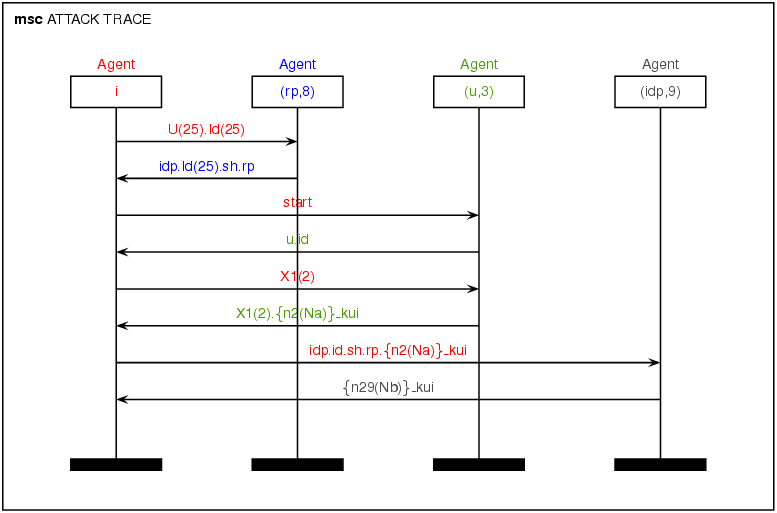 msc ATTACK TRACE
Agent Agent Agent Agent
i (rp,8) (u,3) (idp,9)
U(25).Id(25)
idp.Id(25).sh.rp
start
u.id
X1(2)
X1(2).{n2(Na)}_kui
idp.id.sh.rp.{n2(Na)}_kui
{n29(Nb)}_kui